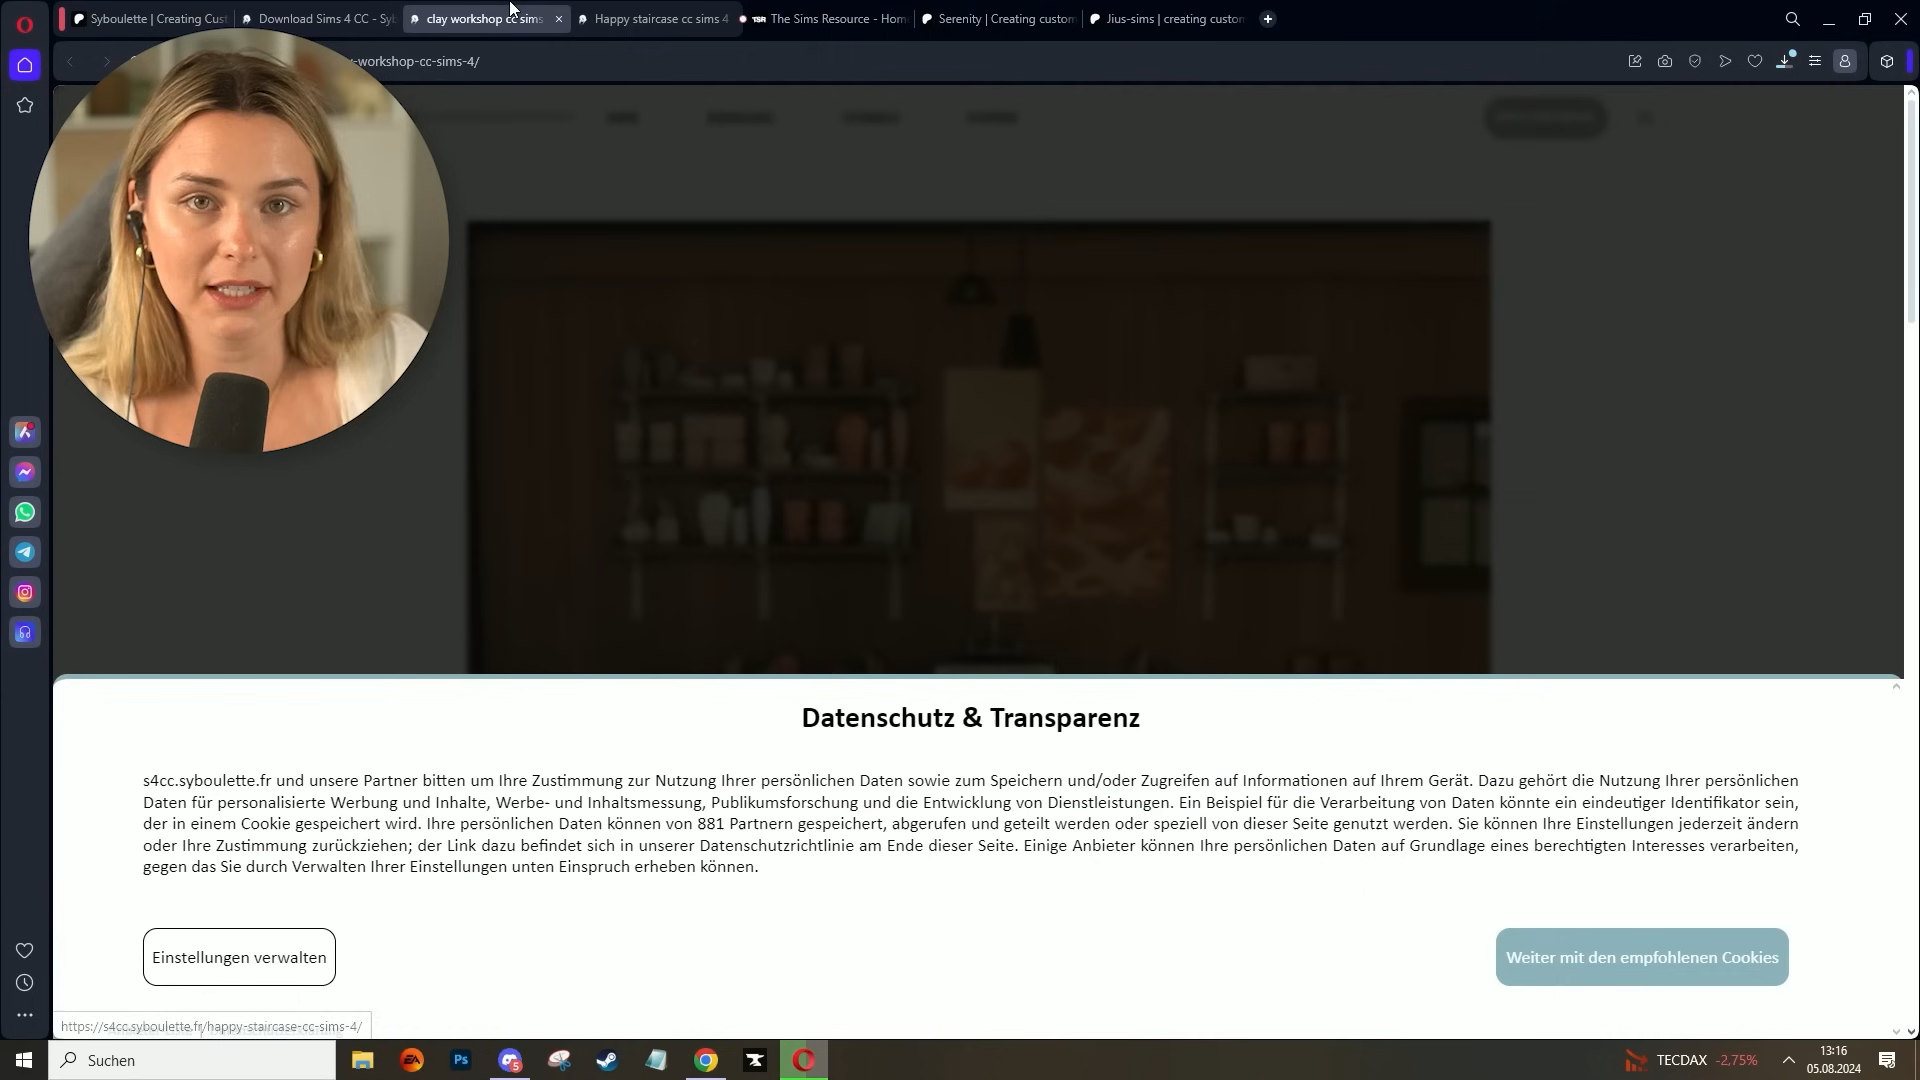 Syboulette | Creating Cust
Download Sims 4 CC - Syb
clay workshop cc sims
Happy staircase cc sims 4
TSR
The Sims Resource - Hom
Serenity | Creating custom
Jius-sims | creating custom
-workshop-cc-sims-4/
Datenschutz & Transparenz
s4cc.syboulette.fr und unsere Partner bitten um Ihre Zustimmung zur Nutzung Ihrer persönlichen Daten sowie zum Speichern und/oder Zugreifen auf Informationen auf Ihrem Gerät. Dazu gehört die Nutzung Ihrer persönlichen
Daten für personalisierte Werbung und Inhalte, Werbe- und Inhaltsmessung, Publikumsforschung und die Entwicklung von Dienstleistungen. Ein Beispiel für die Verarbeitung von Daten könnte ein eindeutiger Identifikator sein,
der in einem Cookie gespeichert wird. Ihre persönlichen Daten können von 881 Partnern gespeichert, abgerufen und geteilt werden oder speziell von dieser Seite genutzt werden. Sie können Ihre Einstellungen jederzeit ändern
oder Ihre Zustimmung zurückziehen; der Link dazu befindet sich in unserer Datenschutzrichtlinie am Ende dieser Seite. Einige Anbieter können Ihre persönlichen Daten auf Grundlage eines berechtigten Interesses verarbeiten,
gegen das Sie durch Verwalten Ihrer Einstellungen unten Einspruch erheben können.
Einstellungen verwalten
Weiter mit den empfohlenen Cookies
https://s4cc.syboulette.fr/happy-staircase-cc-sims-4/
Suchen
EA
Ps
5
TECDAX -2,75%
13:16
05.08.2024